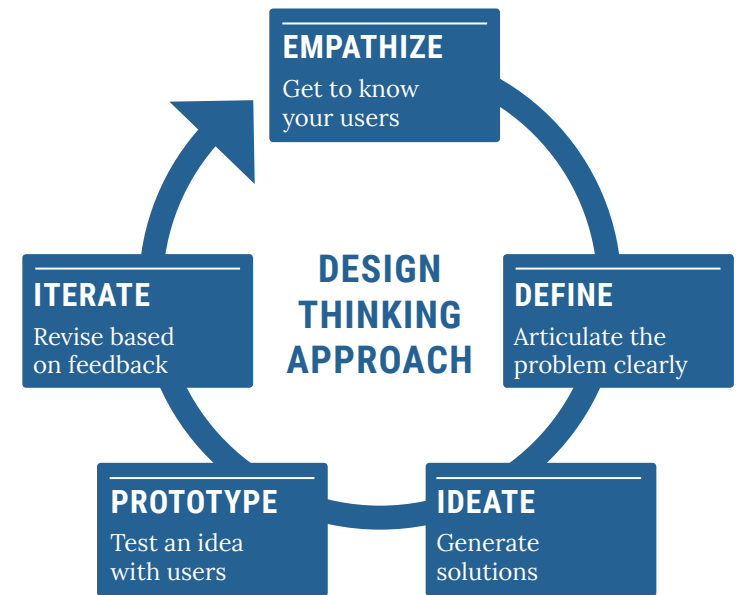 EMPATHIZE
Get to know
your users
DESIGN
THINKING
APPROACH
DEFINE
Articulate the
problem clearly
IDEATE
Generate
solutions
PROTOTYPE
Test an idea
with users
ITERATE
Revise based
on feedback